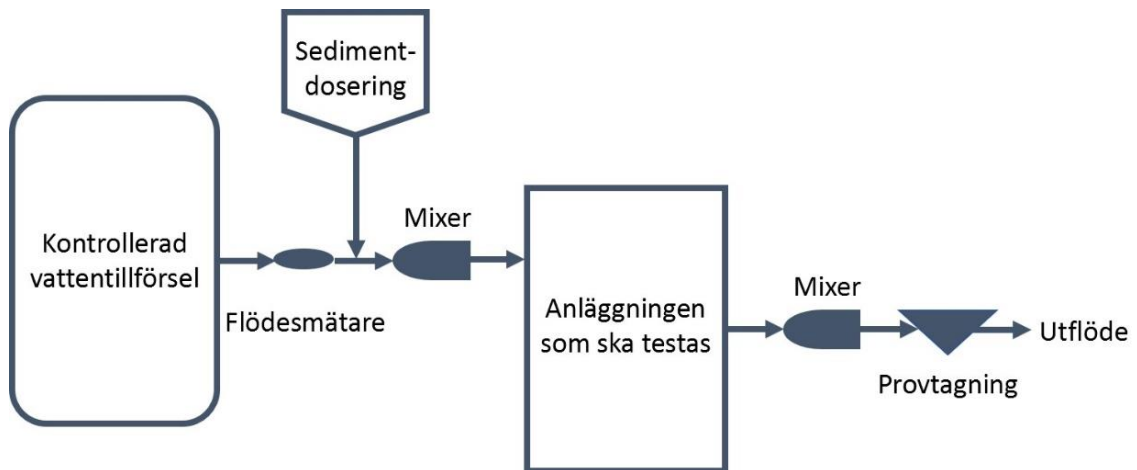 Sediment-
dosering
Kontrollerad
vattentillförsel
Flödesmätare
Mixer
Anläggningen
som ska testas
Mixer
Provtagning
Utflöde